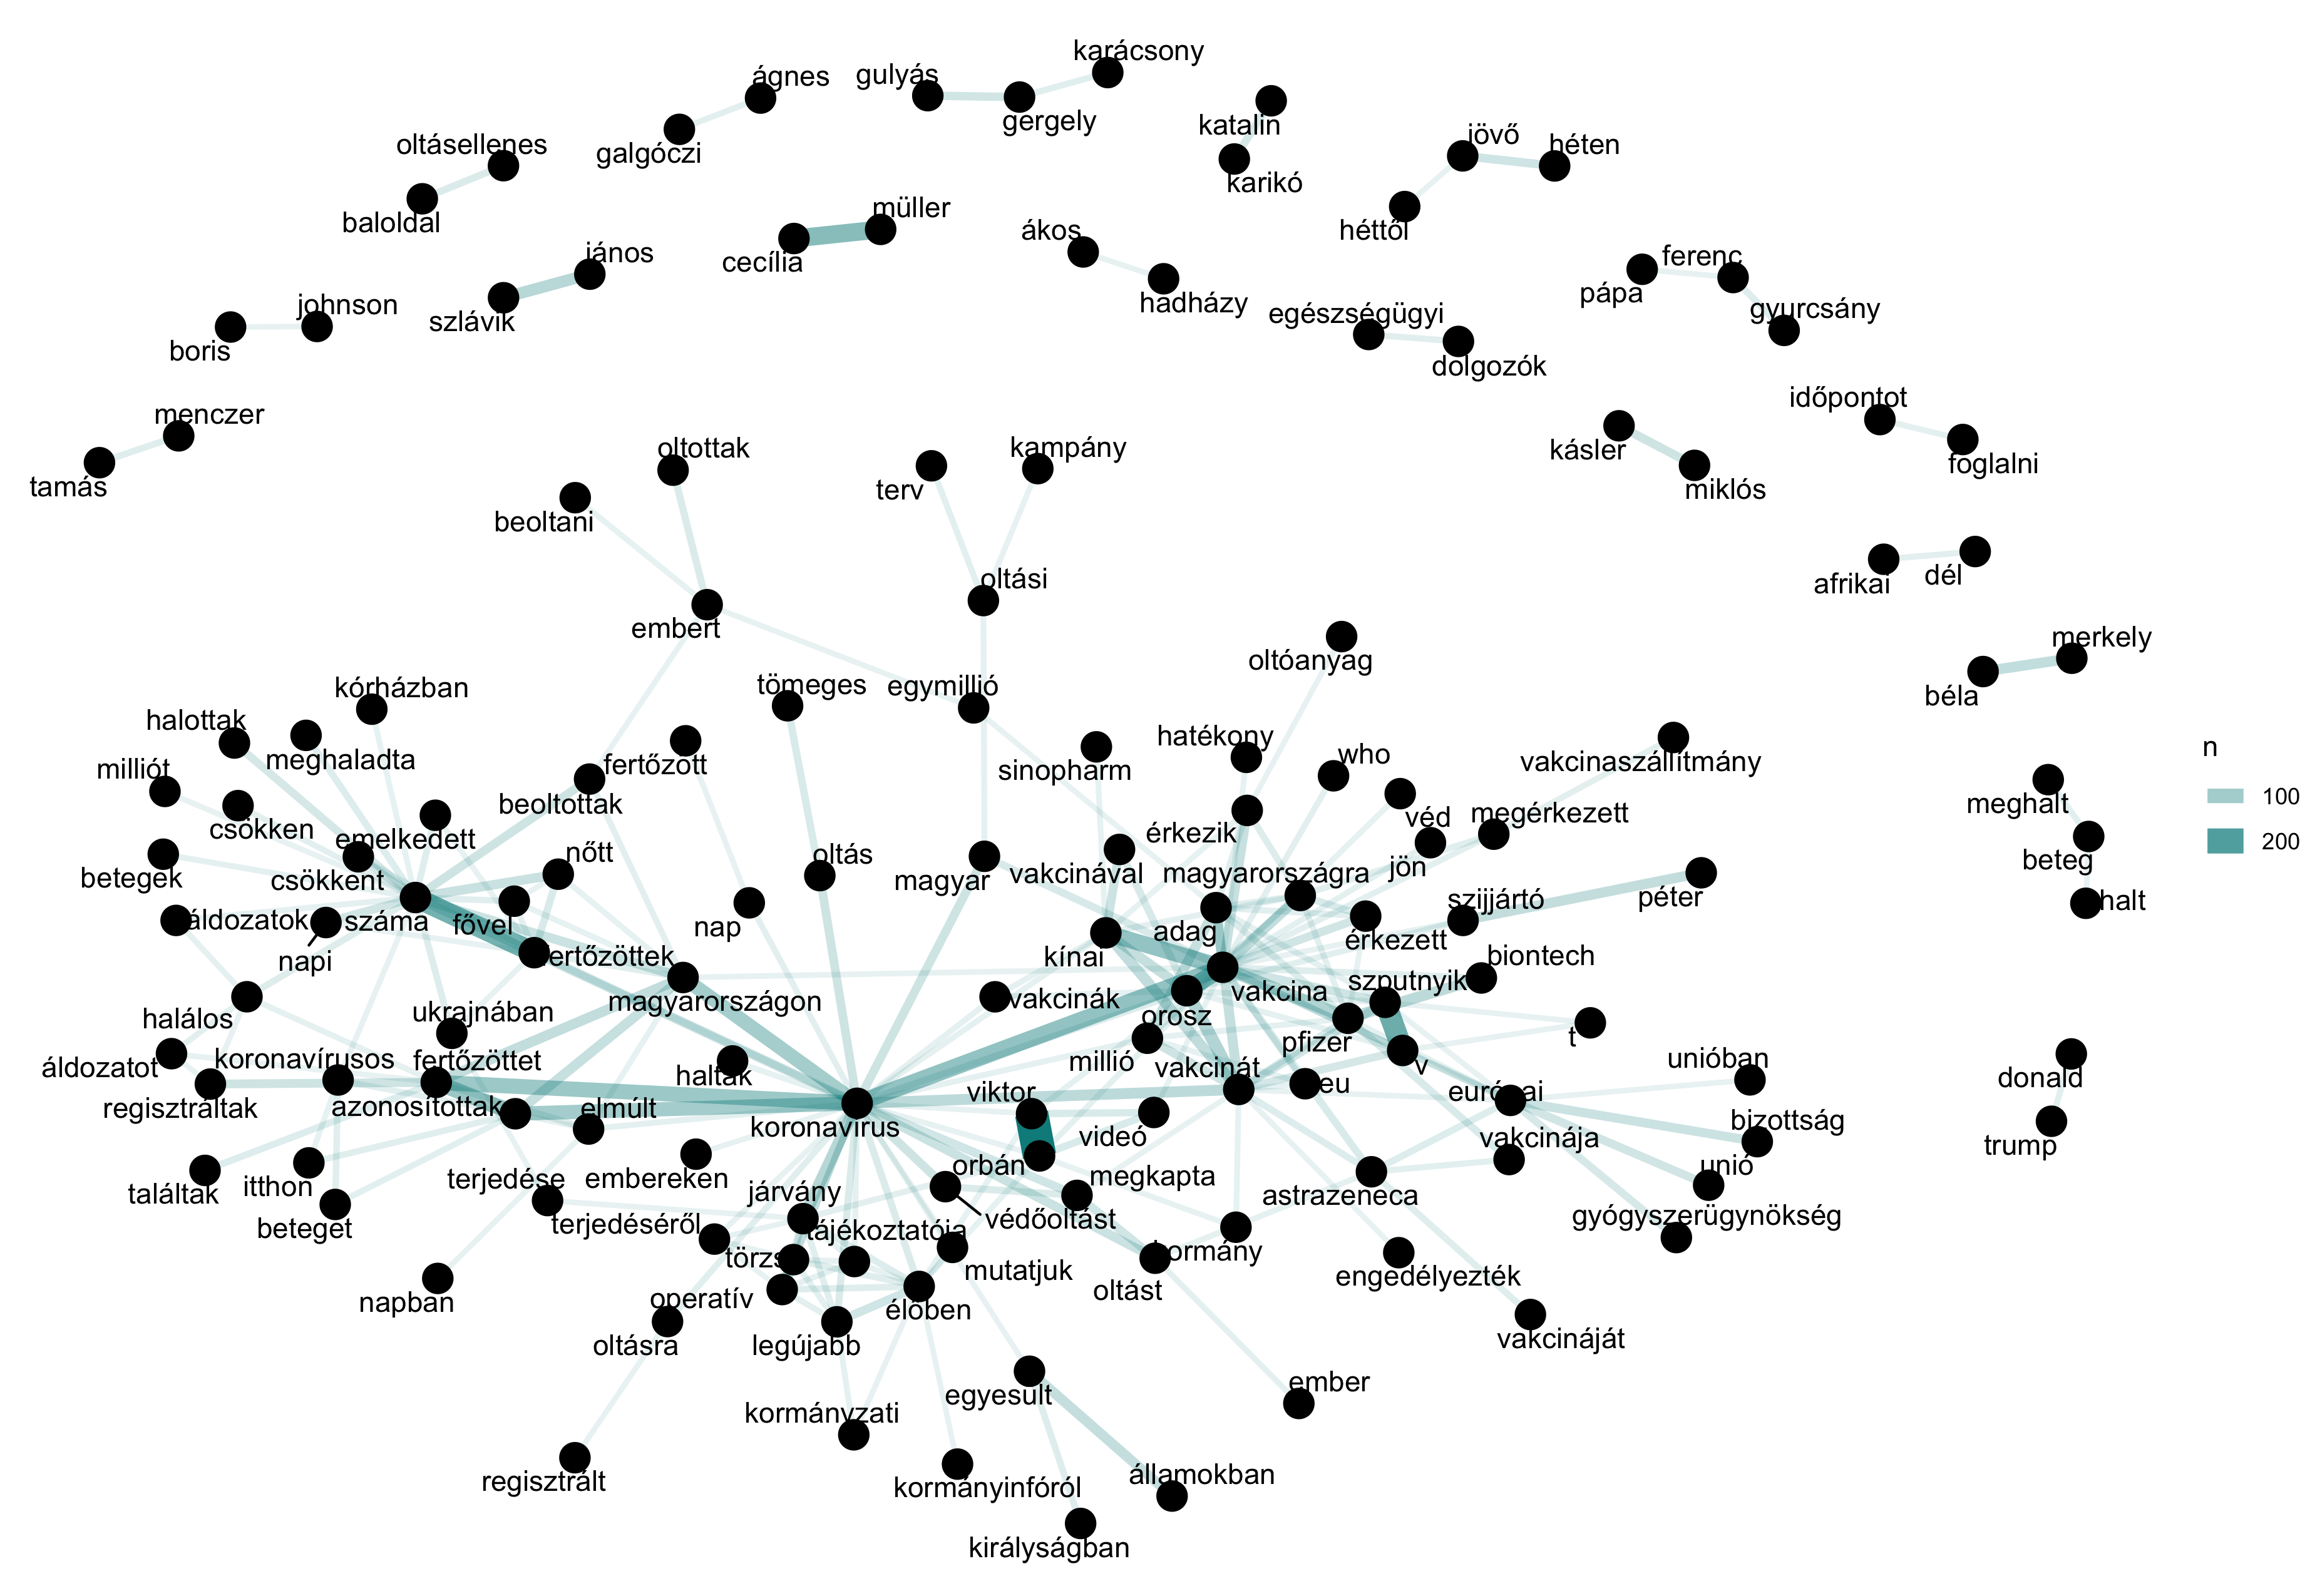 karácsony
ágnes
gulyás
gergely
katalin
jövő
héten
oltásellenes
galgóczi
karikó
baloldal
müller
ákos
héttől
cecília
jános
ferenc
pápa
johnson
szlávik
hadházy
egészségügyi
gyurcsány
boris
dolgozók
menczer
időpontot
tamás
oltottak
kampány
kásler
foglalni
terv
miklós
beoltani
oltási
afrikai
dél
embert
merkely
oltóanyag
béla
kórházban
tömeges
egymillió
halottak
hatékony
n
meghaladta
fertőzött
who
vakcinaszállítmány
milliót
sinopharm
100
beoltottak
meghalt
csökken
emelkedett
érkezik
véd
megérkezett
200
nőtt
oltás
beteg
betegek
csökkent
magyar
vakcinával
magyarországra
jön
szijjártó
péter
halt
áldozatok
száma
fővel
nap
adag
érkezett
napi
fertőzöttek
kínai
biontech
magyarországon
vakcinák
vakcina
szputnyik
halálos
ukrajnában
orosz
t
pfizer
áldozatot
koronavírusos
fertőzöttet
haltak
millió
vakcinát
v
unióban
donald
eu
európai
viktor
regisztráltak
azonosítottak
elmúlt
koronavírus
videó
vakcinája
bizottság
trump
orbán
unió
találtak
itthon
terjedése
embereken
járvány
megkapta
astrazeneca
beteget
terjedéséről
tájékoztatója
védőoltást
gyógyszerügynökség
törzs
kormány
mutatjuk
engedélyezték
napban
operatív
élőben
oltást
oltásra
legújabb
vakcináját
egyesült
ember
kormányzati
regisztrált
kormányinfóról
államokban
királyságban